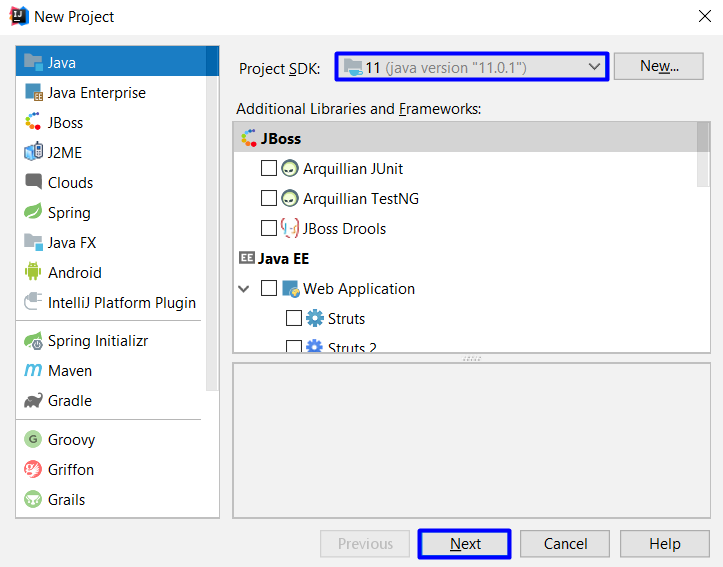 New Project
Java
Java Enterprise
JBoss
J2ME
Clouds
Spring
Java FX
Android
IntelliJ Platform Plugin
Spring Initializr
Maven
Gradle
Groovy
Griffon
Grails
Project SDK: 11 (java version "11.0.1") New...
Additional Libraries and Frameworks:
JBoss
Arquillian JUnit
Arquillian TestNG
JBoss Drools
Java EE
Web Application
Struts
Struts 2
Previous Next Cancel Help